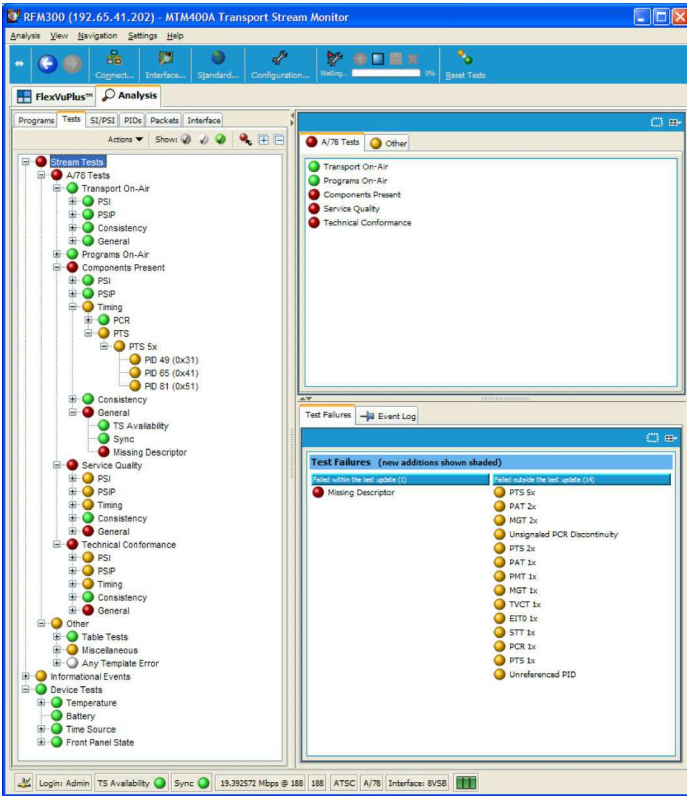 RFM300 (192.65.41.202) - MTM400A Transport Stream Monitor
Analysis View Navigation Settings Help
Connect... Interface... Standard... Configuration... Waiting... 0% Reset Tests
FlexVuPlus™ Analysis
Programs Tests SI/PSI PIDs Packets Interface
Actions Show:
Stream Tests
A/78 Tests
Transport On-Air
PSI
PSIP
Consistency
General
Programs On-Air
Components Present
PSI
PSIP
Timing
PCR
PTS
PTS 5x
PID 49 (0x31)
PID 65 (0x41)
PID 81 (0x51)
Consistency
General
TS Availability
Sync
Missing Descriptor
Service Quality
PSI
PSIP
Timing
Consistency
General
Technical Conformance
PSI
PSIP
Timing
Consistency
General
Other
Table Tests
Miscellaneous
Any Template Error
Informational Events
Device Tests
Temperature
Battery
Time Source
Front Panel State
A/78 Tests Other
Transport On-Air
Programs On-Air
Components Present
Service Quality
Technical Conformance
Test Failures Event Log
Test Failures (new additions shown shaded)
Failed within the last update (1) Failed outside the last update (14)
Missing Descriptor PTS 5x
PAT 2x
MGT 2x
Unsignaled PCR Discontinuity
PTS 2x
PAT 1x
PMT 1x
MGT 1x
TVCT 1x
EIT0 1x
STT 1x
PCR 1x
PTS 1x
Unreferenced PID
Login: Admin TS Availability Sync 19.392572 Mbps @ 188 188 ATSC A/78 Interface: 8VSB